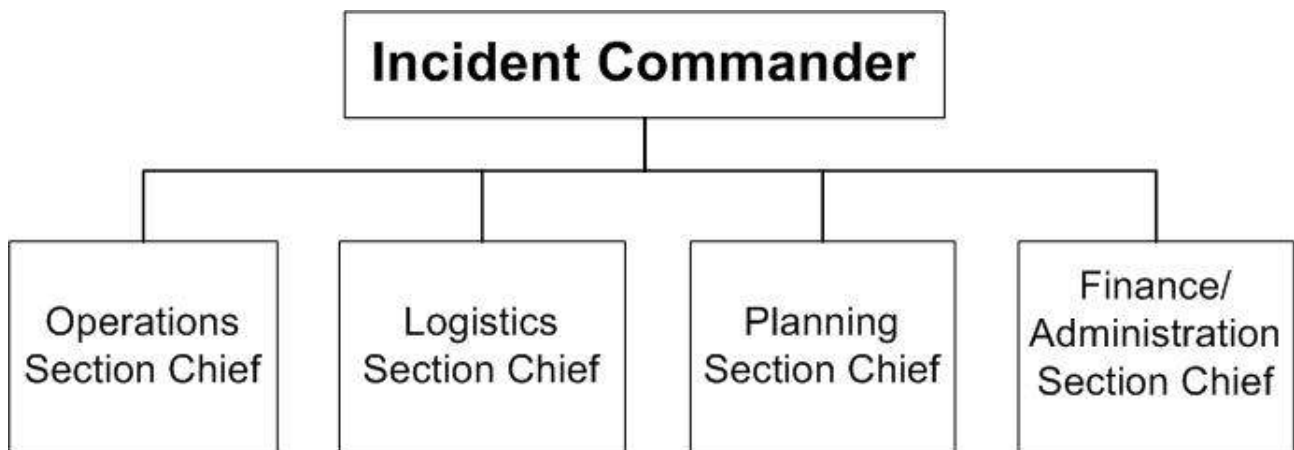 Incident Commander
Operations
Section Chief
Logistics
Section Chief
Planning
Section Chief
Finance/
Administration
Section Chief